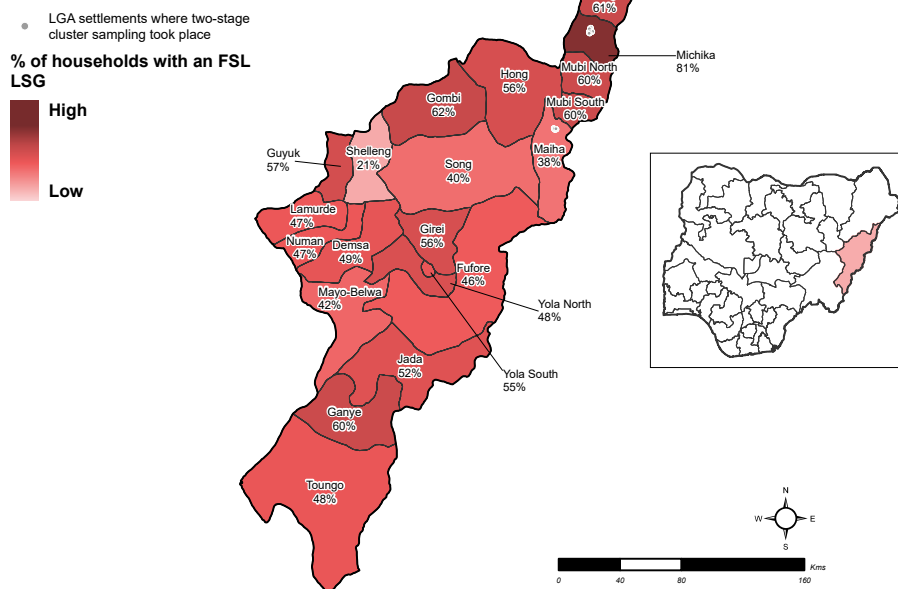 LGA settlements where two-stage
cluster sampling took place
% of households with an FSL
LSG
High
Low
61%
Michika
81%
Mubi North
60%
Hong
56%
Gombi
62%
Mubi South
60%
Guyuk
57%
Shelleng
21%
Maiha
38%
Song
40%
Lamurde
47%
Girei
56%
Numan
47%
Demsa
49%
Fufore
46%
Mayo-Belwa
42%
Yola North
48%
Jada
52%
Yola South
55%
Ganye
60%
Toungo
48%
N
W
E
S
Kms
0
40
80
160